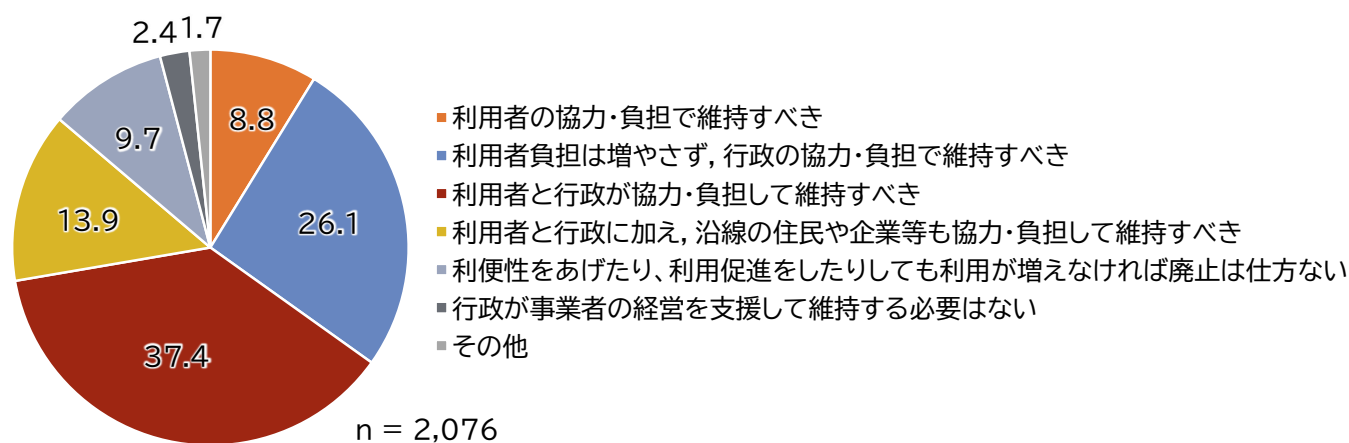 2.4 1.7
8.8
9.7
13.9
26.1
37.4
利用者の協力・負担で維持すべき
利用者負担は増やさず,行政の協力・負担で維持すべき
利用者と行政が協力・負担して維持すべき
利用者と行政に加え,沿線の住民や企業等も協力・負担して維持すべき
利便性をあげたり、利用促進をしたりしても利用が増えなければ廃止は仕方ない
行政が事業者の経営を支援して維持する必要はない
その他
n = 2,076